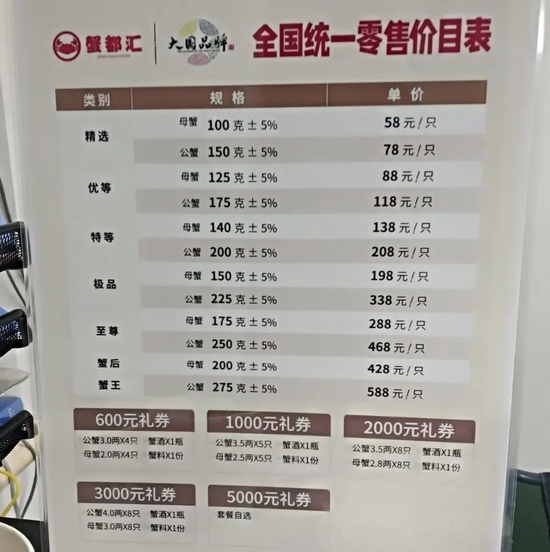 蟹都汇 大国品牌 全国统一零售价目表
类别 规格 单价
精选 母蟹 100 克 ± 5% 58 元 / 只
公蟹 150 克 ± 5% 78 元 / 只
优等 母蟹 125 克 ± 5% 88 元 / 只
公蟹 175 克 ± 5% 118 元 / 只
特等 母蟹 140 克 ± 5% 138 元 / 只
公蟹 200 克 ± 5% 208 元 / 只
极品 母蟹 150 克 ± 5% 198 元 / 只
公蟹 225 克 ± 5% 338 元 / 只
至尊 母蟹 175 克 ± 5% 288 元 / 只
公蟹 250 克 ± 5% 468 元 / 只
蟹后 母蟹 200 克 ± 5% 428 元 / 只
蟹王 公蟹 275 克 ± 5% 588 元 / 只
600元礼券 1000元礼券 2000元礼券
公蟹3.0两X4只 蟹酒X1瓶 公蟹3.5两X5只 蟹酒X1瓶 公蟹3.5两X8只 蟹酒X1瓶
母蟹2.0两X4只 蟹料X1份 母蟹2.5两X5只 蟹料X1份 母蟹2.8两X8只 蟹料X1份
3000元礼券 5000元礼券
公蟹4.0两X8只 蟹酒X1瓶 套餐自选
母蟹3.0两X8只 蟹料X1份